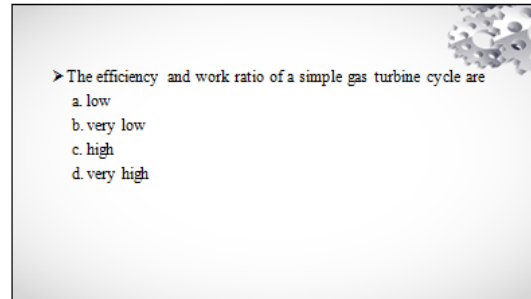 ➢ The efficiency and work ratio of a simple gas turbine cycle are
a. low
b. very low
c. high
d. very high